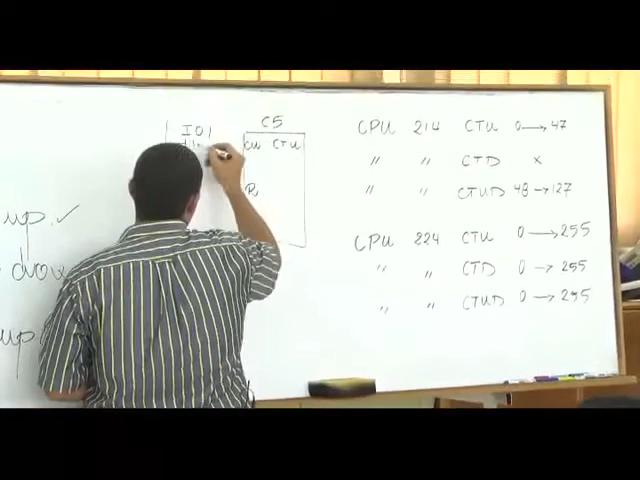 C5
I0,1
CU CTU
R
up. ✓
up
CPU 214 CTU 0→47
〃 〃 CTD ×
〃 〃 CTUD 48→127
CPU 224 CTU 0→255
〃 〃 CTD 0→255
〃 〃 CTUD 0→255